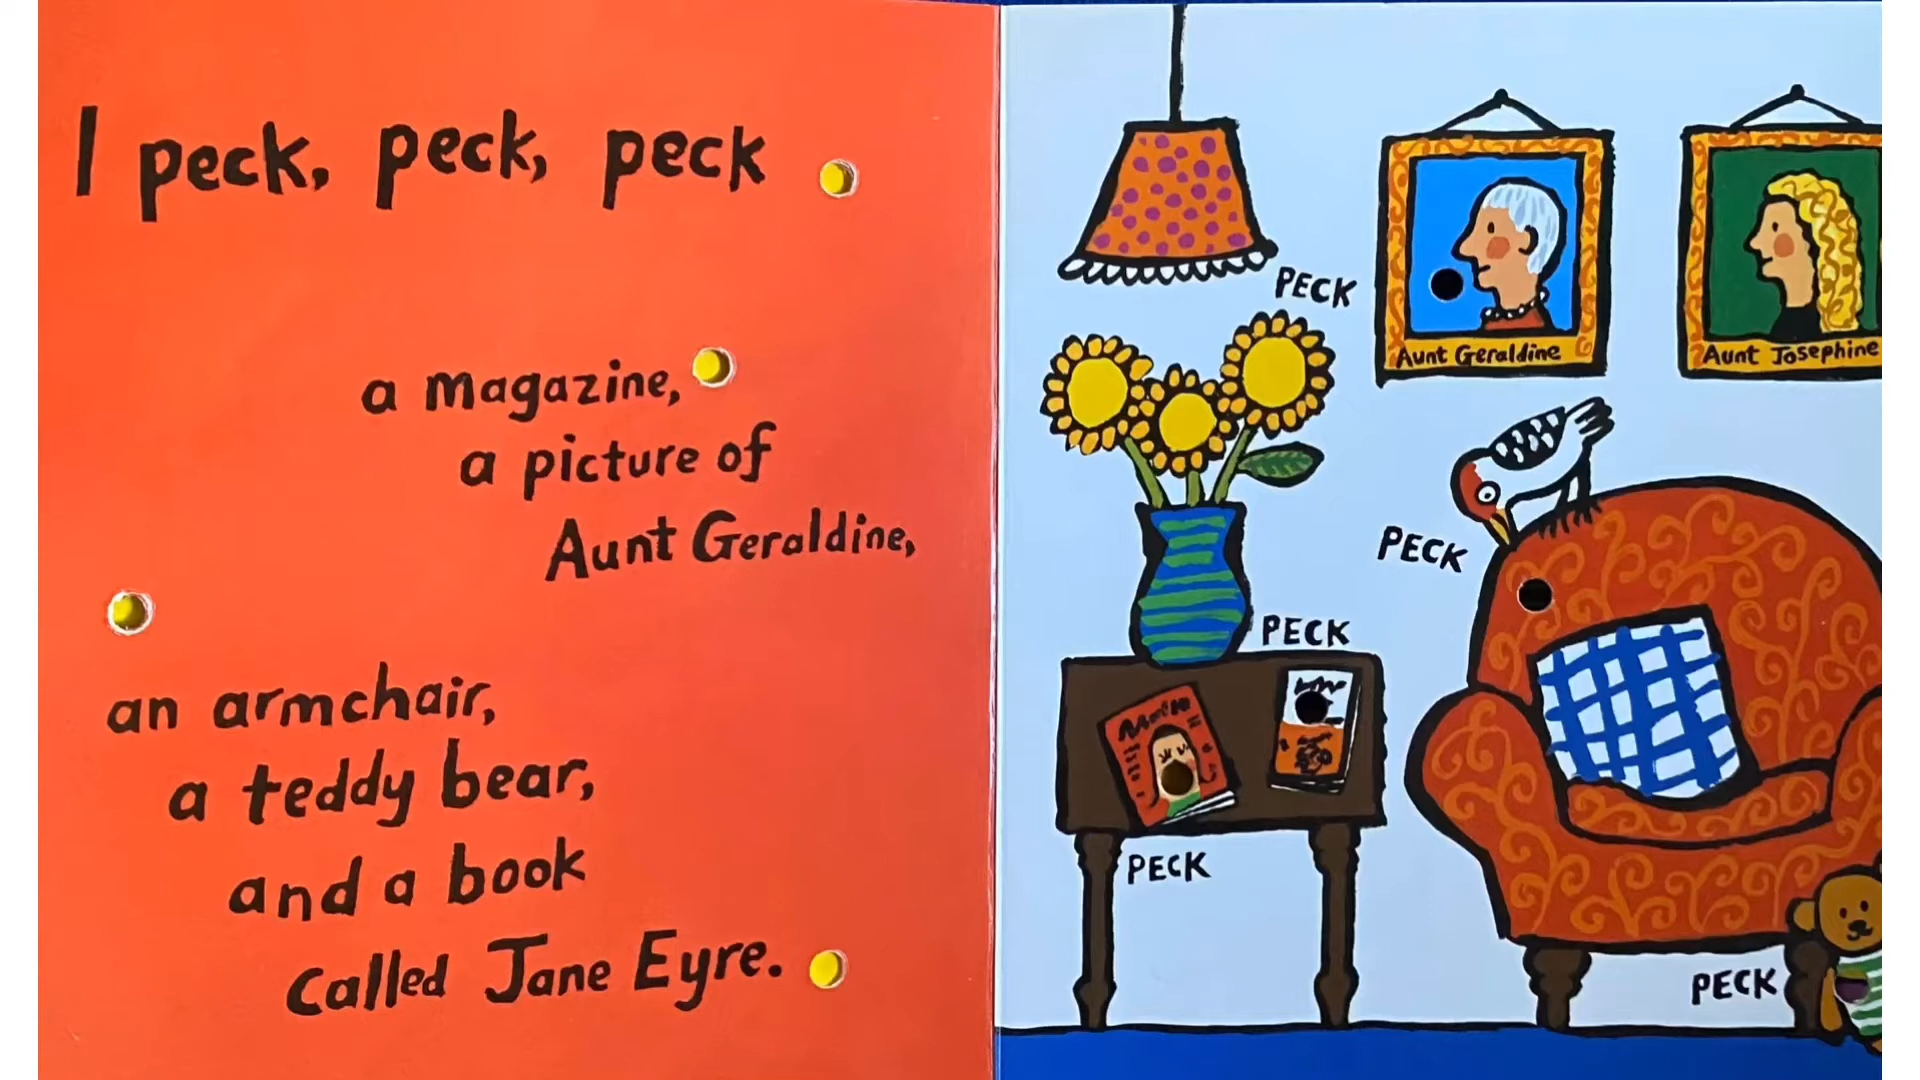 I peck, peck, peck
a magazine,
a picture of
Aunt Geraldine,
an armchair,
a teddy bear,
and a book
called Jane Eyre.
PECK
Aunt Geraldine
Aunt Josephine
PECK
PECK
PECK
PECK